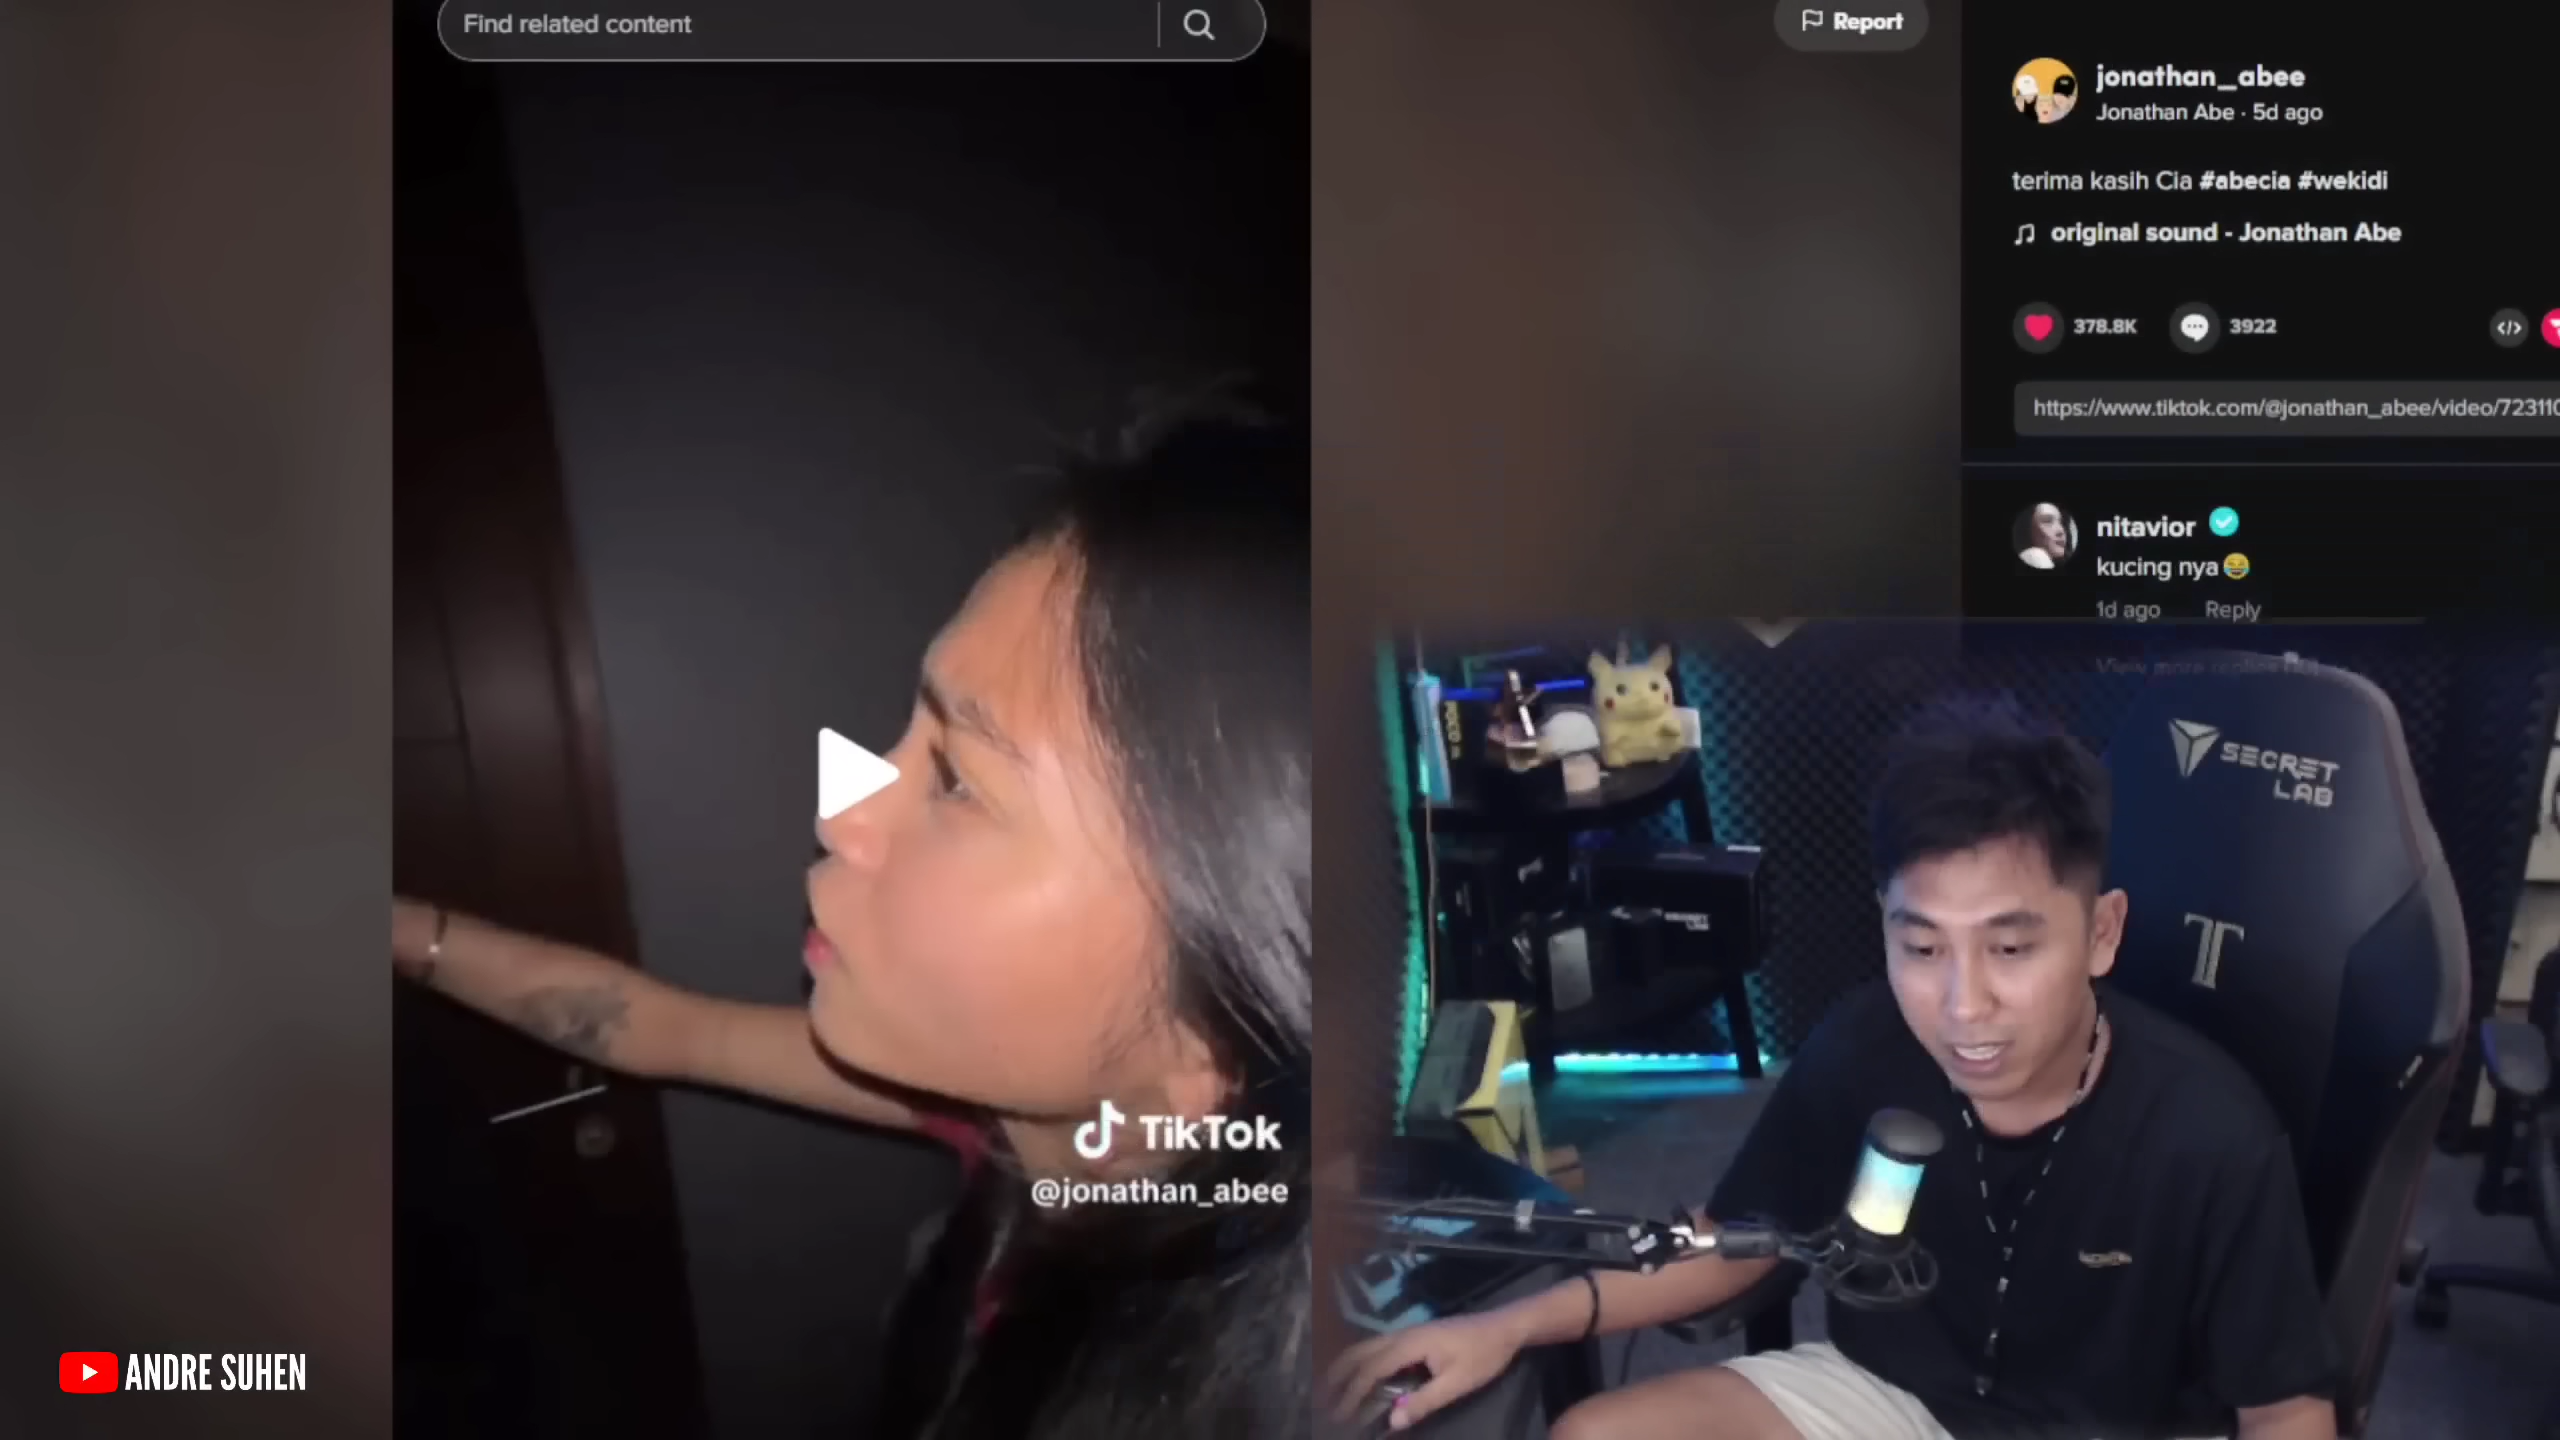 Find related content
Report
jonathan_abee
Jonathan Abe · 5d ago
terima kasih Cia #abecia #wekidi
original sound - Jonathan Abe
378.8K
3922
https://www.tiktok.com/@jonathan_abee/video/723110
nitavior
kucing nya😂
1d ago Reply
SECRET
LAB
TikTok
@jonathan_abee
ANDRE SUHEN